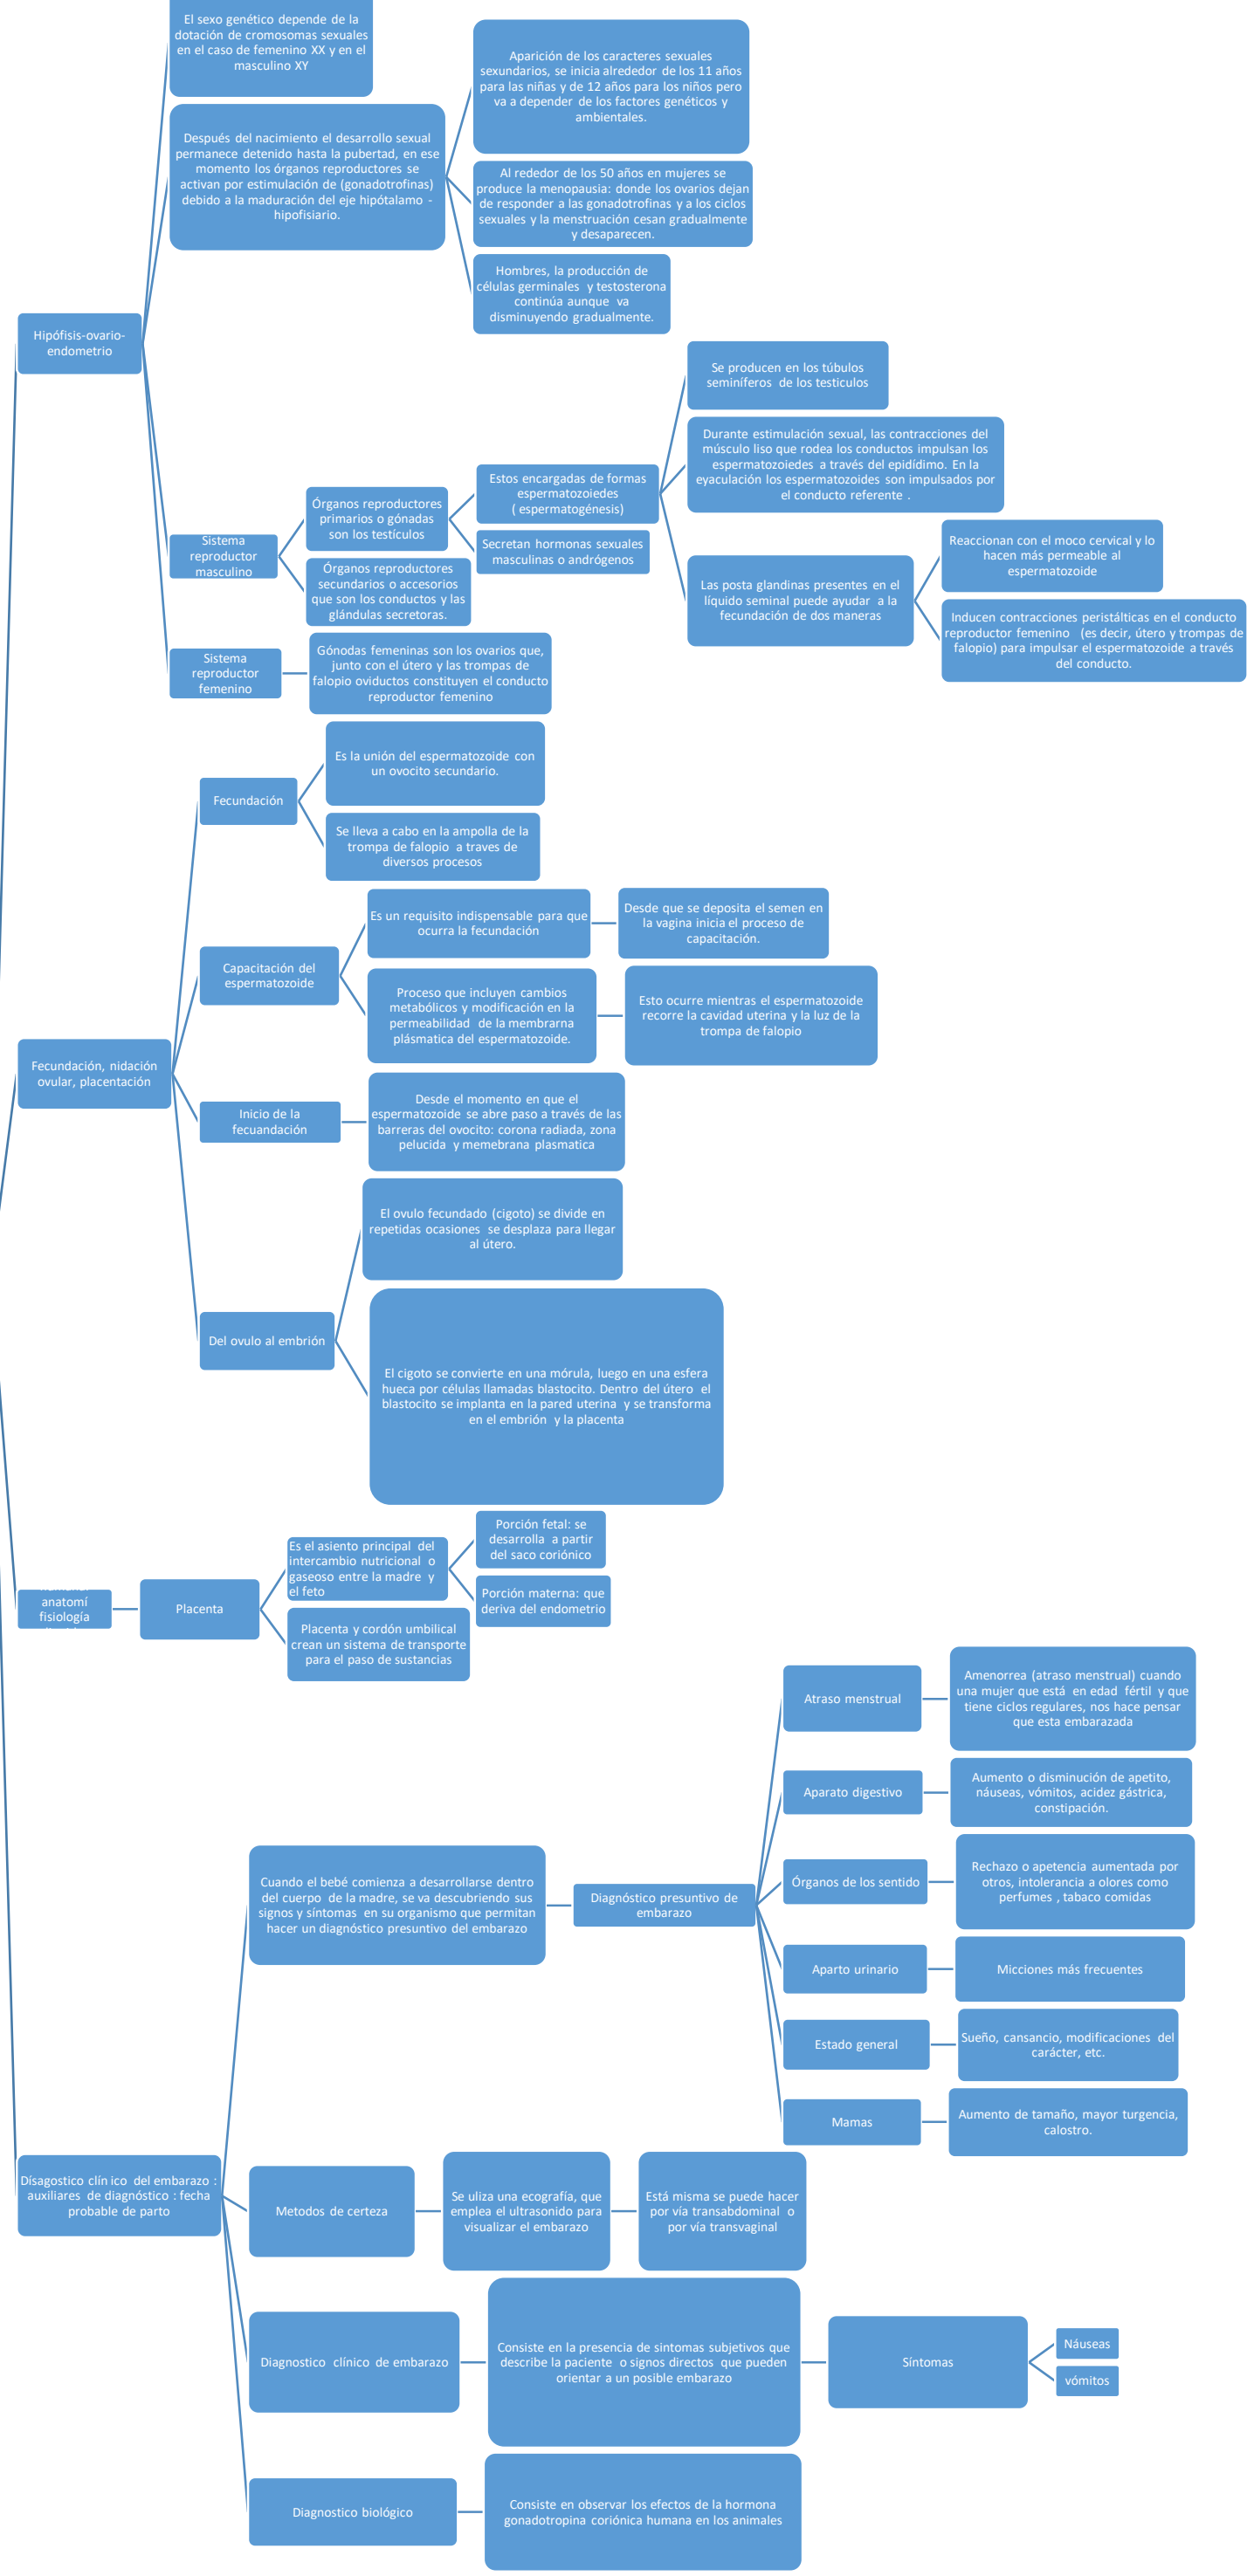 El sexo genético depende de la
dotación de cromosomas sexuales
en el caso de femenino XX y en el
masculino XY
Después del nacimiento el desarrollo sexual
permanece detenido hasta la pubertad, en ese
momento los órganos reproductores se
activan por estimulación de (gonadotrofinas)
debido a la maduración del eje hipótalamo -
hipofisiario.
Aparición de los caracteres sexuales
sexundarios, se inicia alrededor de los 11 años
para las niñas y de 12 años para los niños pero
va a depender de los factores genéticos y
ambientales.
Al rededor de los 50 años en mujeres se
produce la menopausia: donde los ovarios dejan
de responder a las gonadotrofinas y a los ciclos
sexuales y la menstruación cesan gradualmente
y desaparecen.
Hombres, la producción de
células germinales y testosterona
continúa aunque va
disminuyendo gradualmente.
Hipófisis-ovario-
endometrio
Sistema
reproductor
masculino
Órganos reproductores
primarios o gónadas
son los testículos
Estos encargadas de formas
espermatozoiedes
( espermatogénesis)
Se producen en los túbulos
seminíferos de los testiculos
Durante estimulación sexual, las contracciones del
músculo liso que rodea los conductos impulsan los
espermatozoiedes a través del epidídimo. En la
eyaculación los espermatozoides son impulsados por
el conducto referente .
Las posta glandinas presentes en el
líquido seminal puede ayudar a la
fecundación de dos maneras
Reaccionan con el moco cervical y lo
hacen más permeable al
espermatozoide
Inducen contracciones peristálticas en el conducto
reproductor femenino (es decir, útero y trompas de
falopio) para impulsar el espermatozoide a través
del conducto.
Secretan hormonas sexuales
masculinas o andrógenos
Órganos reproductores
secundarios o accesorios
que son los conductos y las
glándulas secretoras.
Sistema
reproductor
femenino
Gónodas femeninas son los ovarios que,
junto con el útero y las trompas de
falopio oviductos constituyen el conducto
reproductor femenino
Fecundación, nidación
ovular, placentación
Fecundación
Es la unión del espermatozoide con
un ovocito secundario.
Se lleva a cabo en la ampolla de la
trompa de falopio a traves de
diversos procesos
Capacitación del
espermatozoide
Es un requisito indispensable para que
ocurra la fecundación
Desde que se deposita el semen en
la vagina inicia el proceso de
capacitación.
Proceso que incluyen cambios
metabólicos y modificación en la
permeabilidad de la membrarna
plásmatica del espermatozoide.
Esto ocurre mientras el espermatozoide
recorre la cavidad uterina y la luz de la
trompa de falopio
Inicio de la
fecuandación
Desde el momento en que el
espermatozoide se abre paso a través de las
barreras del ovocito: corona radiada, zona
pelucida y memebrana plasmatica
Del ovulo al embrión
El ovulo fecundado (cigoto) se divide en
repetidas ocasiones se desplaza para llegar
al útero.
El cigoto se convierte en una mórula, luego en una esfera
hueca por células llamadas blastocito. Dentro del útero el
blastocito se implanta en la pared uterina y se transforma
en el embrión y la placenta
anatomí
fisiología
Placenta
Es el asiento principal del
intercambio nutricional o
gaseoso entre la madre y
el feto
Porción fetal: se
desarrolla a partir
del saco coriónico
Porción materna: que
deriva del endometrio
Placenta y cordón umbilical
crean un sistema de transporte
para el paso de sustancias
Dísagostico clín ico del embarazo :
auxiliares de diagnóstico : fecha
probable de parto
Cuando el bebé comienza a desarrollarse dentro
del cuerpo de la madre, se va descubriendo sus
signos y síntomas en su organismo que permitan
hacer un diagnóstico presuntivo del embarazo
Diagnóstico presuntivo de
embarazo
Atraso menstrual
Amenorrea (atraso menstrual) cuando
una mujer que está en edad fértil y que
tiene ciclos regulares, nos hace pensar
que esta embarazada
Aparato digestivo
Aumento o disminución de apetito,
náuseas, vómitos, acidez gástrica,
constipación.
Órganos de los sentido
Rechazo o apetencia aumentada por
otros, intolerancia a olores como
perfumes , tabaco comidas
Aparto urinario
Micciones más frecuentes
Estado general
Sueño, cansancio, modificaciones del
carácter, etc.
Mamas
Aumento de tamaño, mayor turgencia,
calostro.
Metodos de certeza
Se uliza una ecografía, que
emplea el ultrasonido para
visualizar el embarazo
Está misma se puede hacer
por vía transabdominal o
por vía transvaginal
Diagnostico clínico de embarazo
Consiste en la presencia de sintomas subjetivos que
describe la paciente o signos directos que pueden
orientar a un posible embarazo
Síntomas
Náuseas
vómitos
Diagnostico biológico
Consiste en observar los efectos de la hormona
gonadotropina coriónica humana en los animales